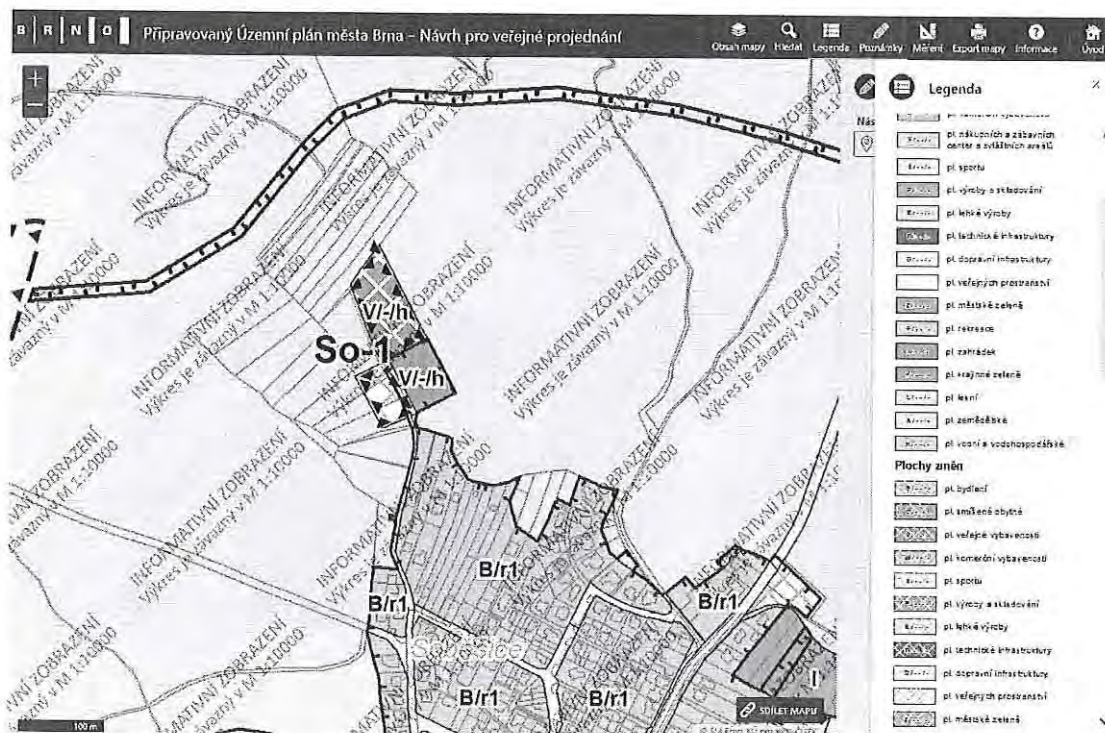 B R N O
Připravovaný Územní plán města Brna – Návrh pro veřejné projednání
Obsah mapy
Hledat
Legenda
Poznámky
Měření
Export mapy
Informace
Úvod
+
−
Legenda
×
Nás
pl. nákupních a zábavních
center a zvláštních areálů
pl. sportu
pl. výroby a skladování
pl. lehké výroby
pl. technické infrastruktury
pl. dopravní infrastruktury
pl. veřejných prostranství
pl. městské zeleně
pl. rekreace
pl. zahrádek
pl. krajinné zeleně
pl. lesní
pl. zemědělské
pl. vodní a vodohospodářské
Plochy změn
pl. bydlení
pl. smíšené obytné
pl. veřejné vybavenosti
pl. komerční vybavenosti
pl. sportu
pl. výroby a skladování
pl. lehké výroby
pl. technické infrastruktury
pl. dopravní infrastruktury
pl. veřejných prostranství
pl. městské zeleně
INFORMATIVNÍ ZOBRAZENÍ
Výkres je závazný v M 1:10000
V/-/h
So-1
V/-/h
B/r1
B/r1
B/r1
B/r1
B/r1
I
SDÍLET MAPU
100 m